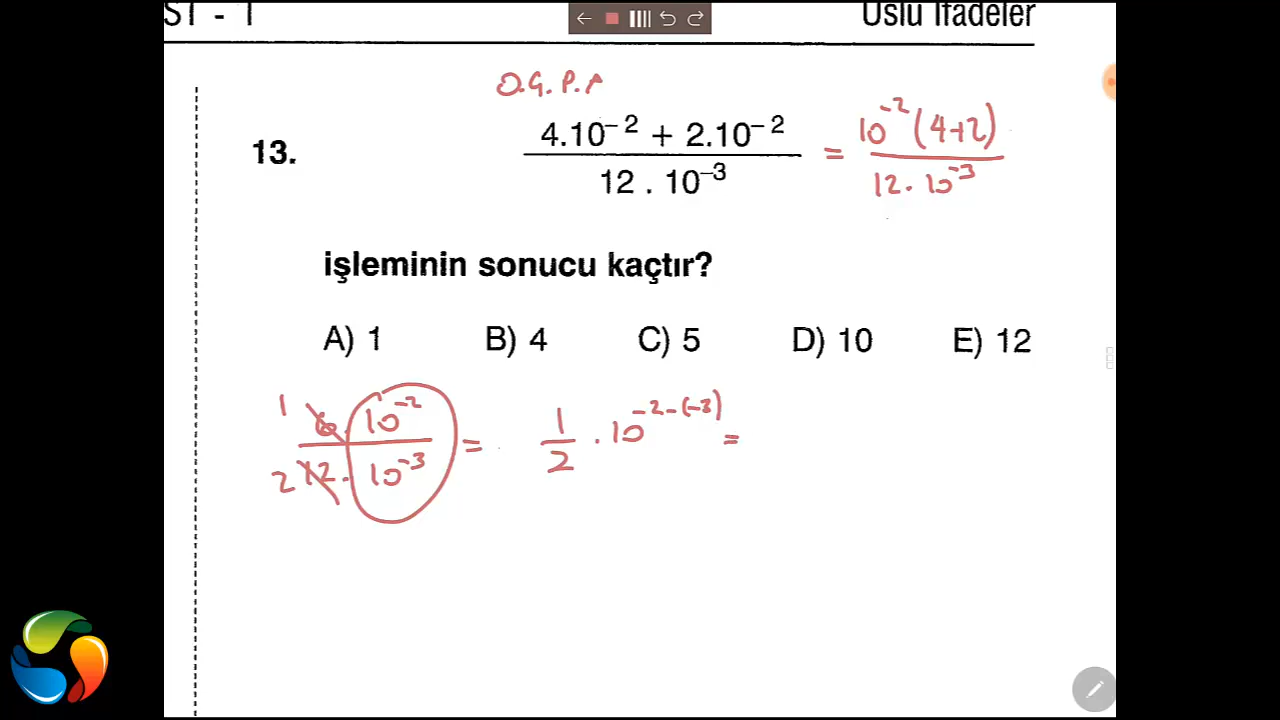 ST - 1
Üslü İfadeler
O.G.P.A
13.
4.10⁻² + 2.10⁻² / 12 . 10⁻³ = 10⁻² (4+2) / 12 . 10⁻³
işleminin sonucu kaçtır?
A) 1 B) 4 C) 5 D) 10 E) 12
1 6 . 10⁻² / 2 12 . 10⁻³ = 1/2 . 10⁻²⁻⁽⁻³⁾ =